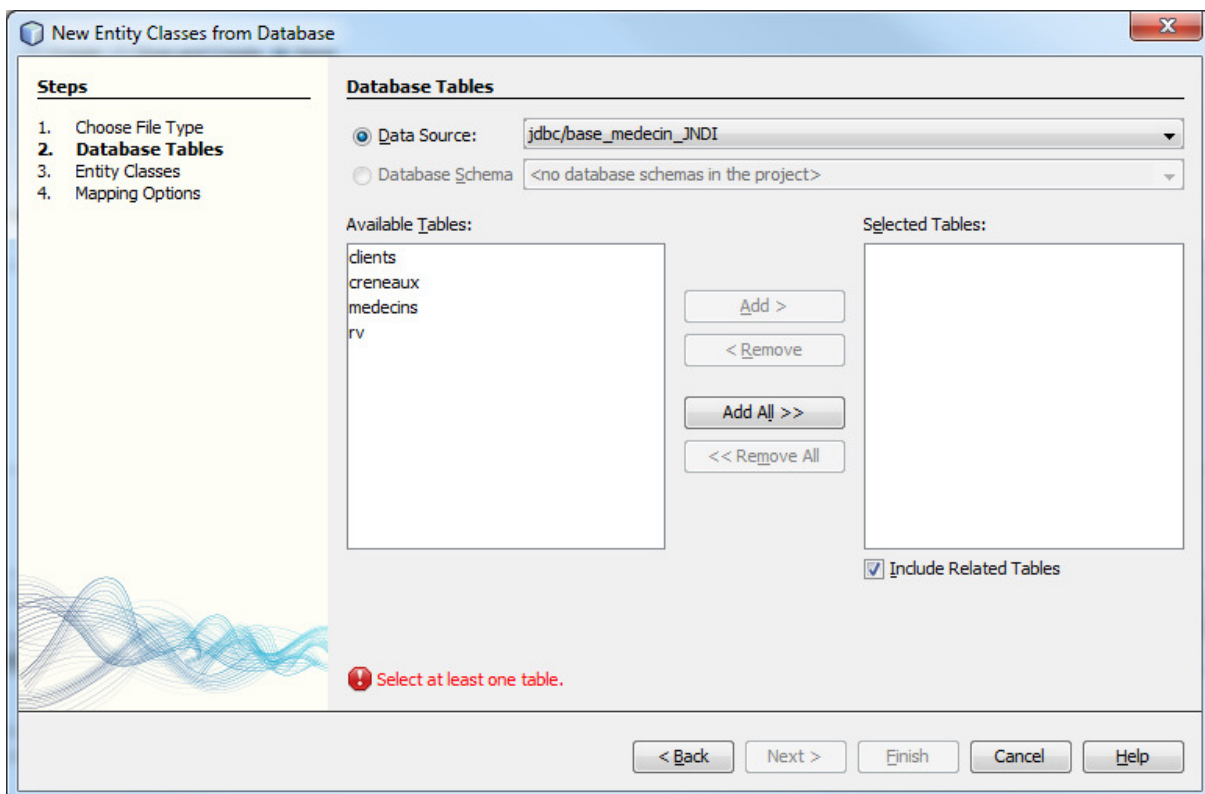 New Entity Classes from Database
X
Steps
1. Choose File Type
2. Database Tables
3. Entity Classes
4. Mapping Options
Database Tables
Data Source: jdbc/base_medecin_JNDI
Database Schema <no database schemas in the project>
Available Tables:
clients
creneaux
medecins
rv
Add >
< Remove
Add All >>
<< Remove All
Selected Tables:
Include Related Tables
Select at least one table.
< Back Next > Finish Cancel Help